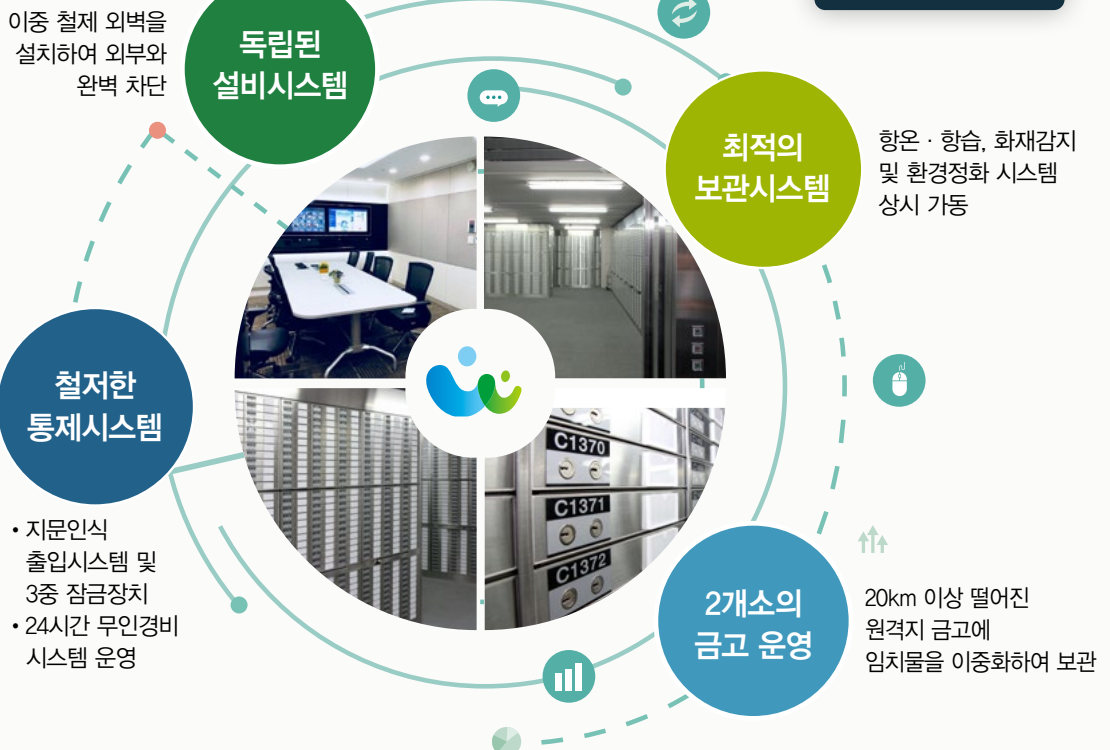 이중 철제 외벽을
설치하여 외부와
완벽 차단
독립된
설비시스템
최적의
보관시스템
항온 · 항습, 화재감지
및 환경정화 시스템
상시 가동
철저한
통제시스템
• 지문인식
출입시스템 및
3중 잠금장치
• 24시간 무인경비
시스템 운영
C1370
C1371
C1372
2개소의
금고 운영
20km 이상 떨어진
원격지 금고에
임치물을 이중화하여 보관